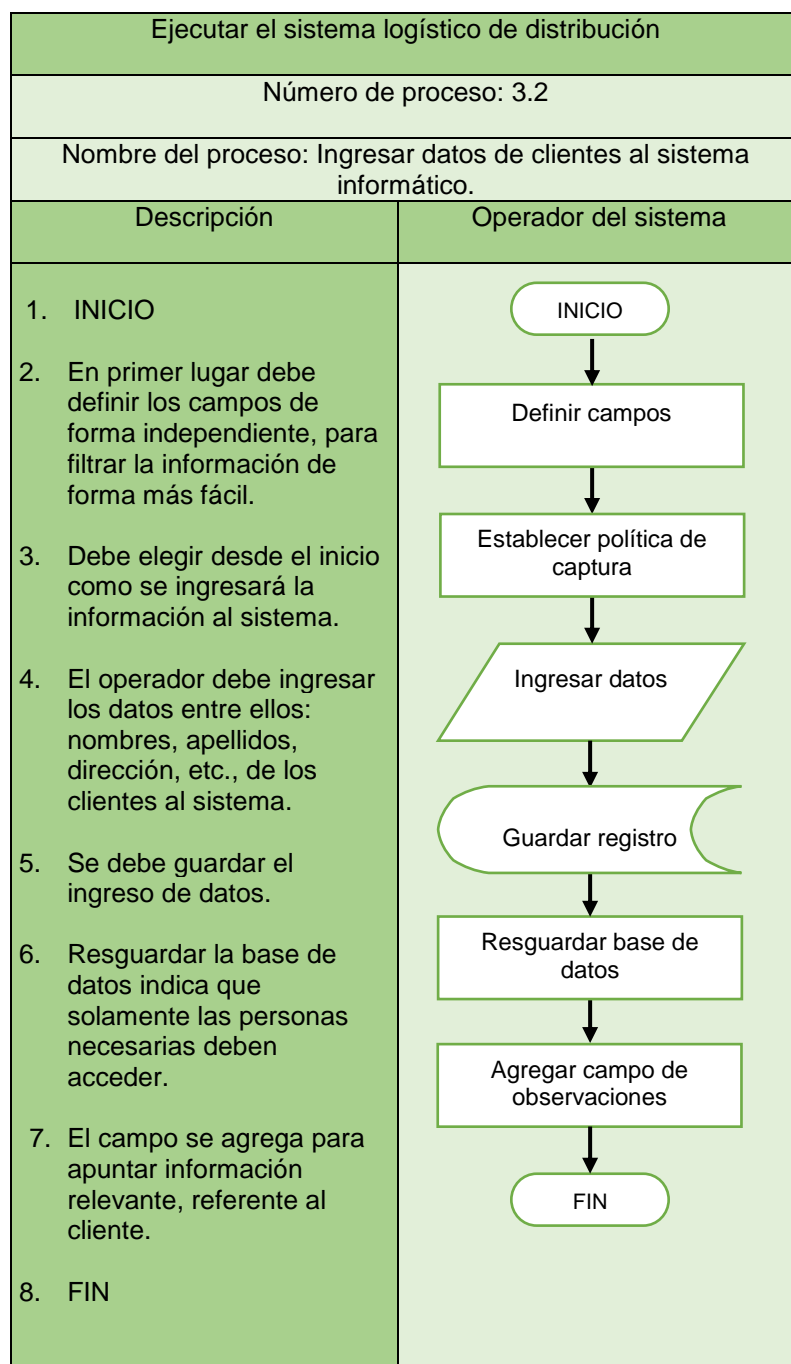 Ejecutar el sistema logístico de distribución
Número de proceso: 3.2
Nombre del proceso: Ingresar datos de clientes al sistema
informático.
Descripción
Operador del sistema
1. INICIO
2. En primer lugar debe
definir los campos de
forma independiente, para
filtrar la información de
forma más fácil.
3. Debe elegir desde el inicio
como se ingresará la
información al sistema.
4. El operador debe ingresar
los datos entre ellos:
nombres, apellidos,
dirección, etc., de los
clientes al sistema.
5. Se debe guardar el
ingreso de datos.
6. Resguardar la base de
datos indica que
solamente las personas
necesarias deben
acceder.
7. El campo se agrega para
apuntar información
relevante, referente al
cliente.
8. FIN
INICIO
Definir campos
Establecer política de
captura
Ingresar datos
Guardar registro
Resguardar base de
datos
Agregar campo de
observaciones
FIN